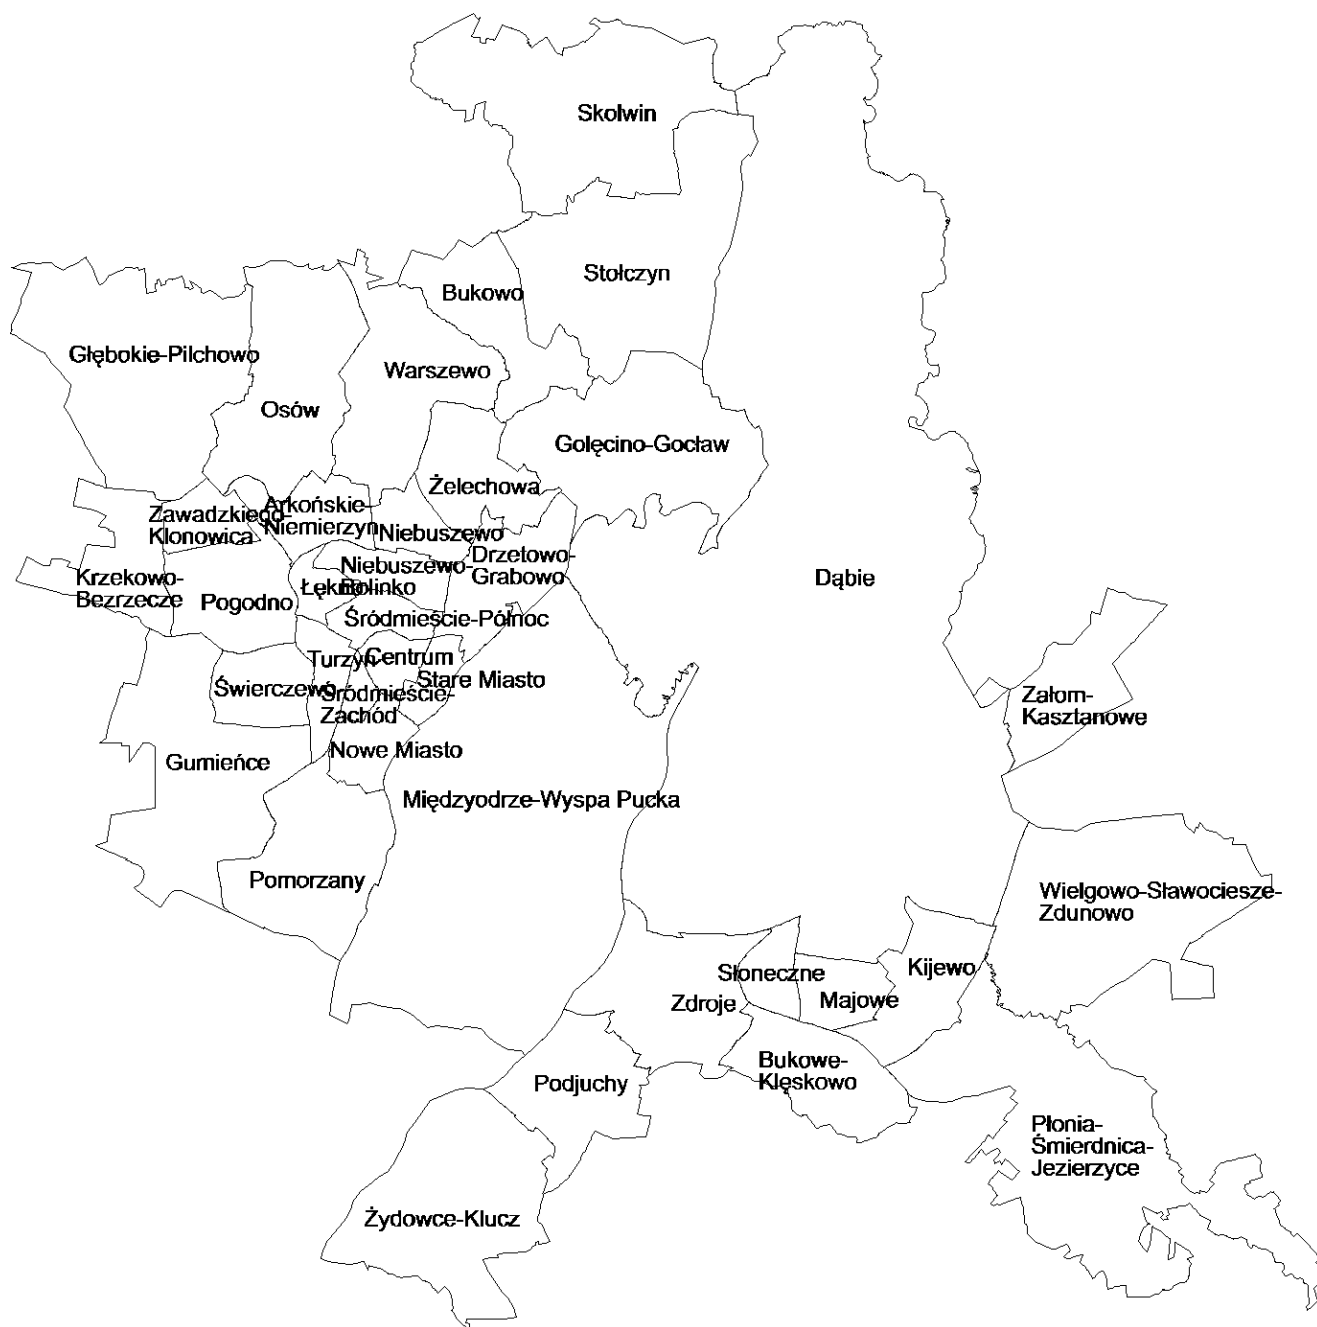 Skolwin
Stołczyn
Bukowo
Głębokie-Pilchowo
Warszewo
Osów
Golęcino-Gocław
Żelechowa
Arkońskie-
Niemierzyn
Zawadzkiego-
Klonowica
Niebuszewo
Drzetowo-
Grabowo
Niebuszewo-
Bolinko
Dąbie
Krzekowo-
Bezrzecze
Łękno
Pogodno
Śródmieście-Północ
Turzyn
Centrum
Stare Miasto
Świerczewo
Śródmieście-
Zachód
Załom-
Kasztanowe
Nowe Miasto
Gumieńce
Międzyodrze-Wyspa Pucka
Pomorzany
Wielgowo-Sławociesze-
Zdunowo
Kijewo
Słoneczne
Majowe
Zdroje
Bukowe-
Klęskowo
Podjuchy
Płonia-
Śmierdnica-
Jezierzyce
Żydowce-Klucz